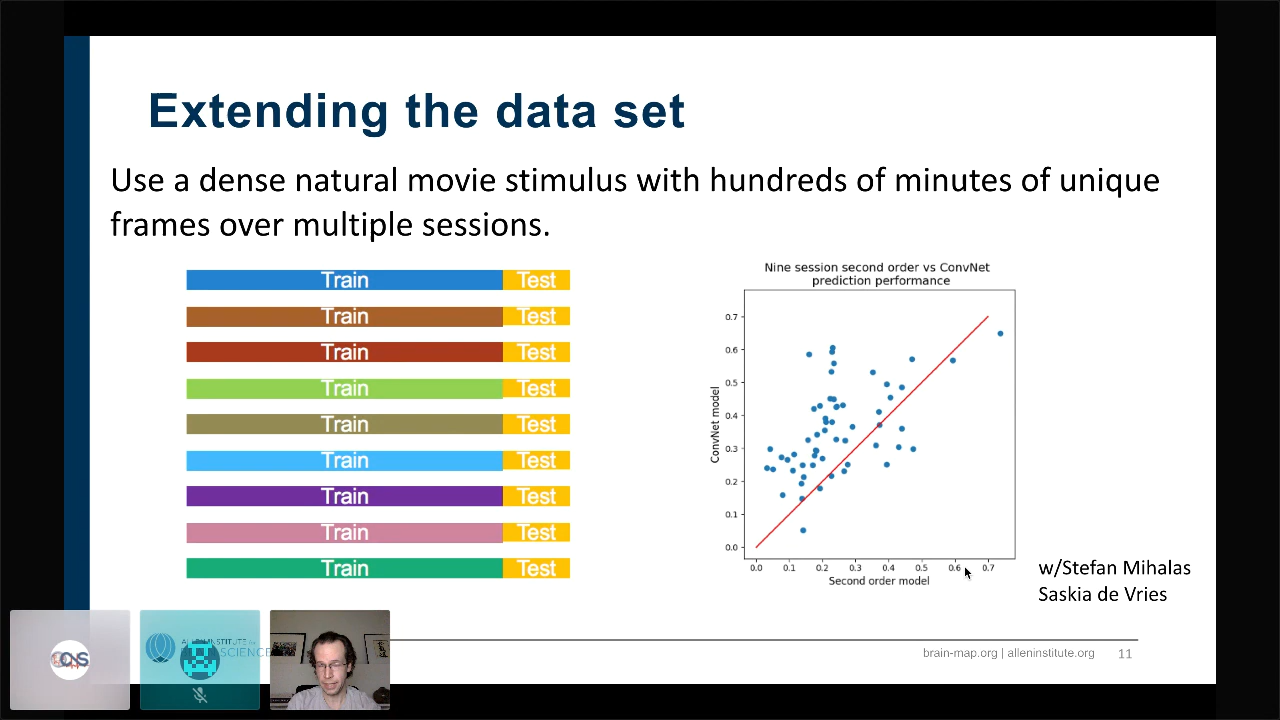 Extending the data set
Use a dense natural movie stimulus with hundreds of minutes of unique
frames over multiple sessions.
Train Test
Train Test
Train Test
Train Test
Train Test
Train Test
Train Test
Train Test
Train Test
Nine session second order vs ConvNet
prediction performance
ConvNet model
0.7
0.6
0.5
0.4
0.3
0.2
0.1
0.0
0.0 0.1 0.2 0.3 0.4 0.5 0.6 0.7
Second order model
w/Stefan Mihalas
Saskia de Vries
brain-map.org | alleninstitute.org 11